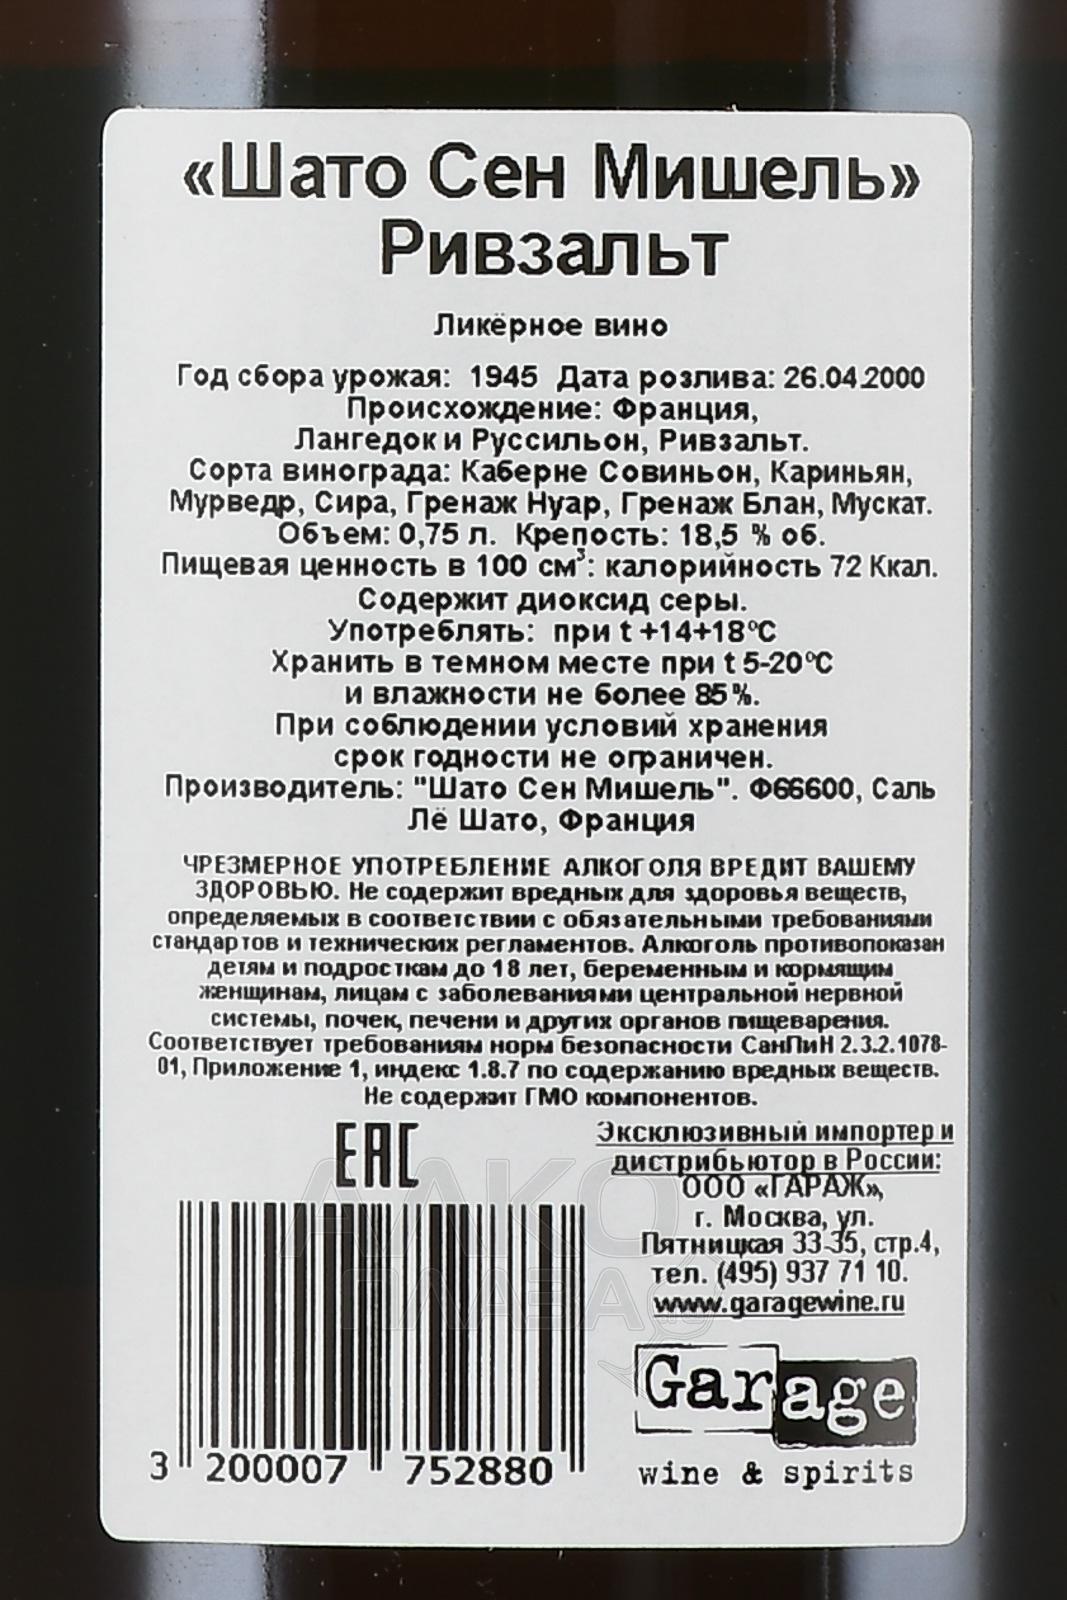 «Шато Сен Мишель»
Ривзальт
Ликёрное вино
Год сбора урожая: 1945 Дата розлива: 26.04.2000
Происхождение: Франция,
Лангедок и Руссильон, Ривзальт.
Сорта винограда: Каберне Совиньон, Кариньян,
Мурведр, Сира, Гренаж Нуар, Гренаж Блан, Мускат.
Объем: 0,75 л. Крепость: 18,5 % об.
Пищевая ценность в 100 см³: калорийность 72 Ккал.
Содержит диоксид серы.
Употреблять: при t +14+18°C
Хранить в темном месте при t 5-20°C
и влажности не более 85%.
При соблюдении условий хранения
срок годности не ограничен.
Производитель: "Шато Сен Мишель". Ф66600, Саль
Лё Шато, Франция
ЧРЕЗМЕРНОЕ УПОТРЕБЛЕНИЕ АЛКОГОЛЯ ВРЕДИТ ВАШЕМУ
ЗДОРОВЬЮ. Не содержит вредных для здоровья веществ,
определяемых в соответствии с обязательными требованиями
стандартов и технических регламентов. Алкоголь противопоказан
детям и подросткам до 18 лет, беременным и кормящим
женщинам, лицам с заболеваниями центральной нервной
системы, почек, печени и других органов пищеварения.
Соответствует требованиям норм безопасности СанПиН 2.3.2.1078-
01, Приложение 1, индекс 1.8.7 по содержанию вредных веществ.
Не содержит ГМО компонентов.
EAC
Эксклюзивный импортер и
дистрибьютор в России:
ООО «ГАРАЖ»,
г. Москва, ул.
Пятницкая 33-35, стр.4,
тел. (495) 937 71 10.
www.garagewine.ru
Garage
wine & spirits
3 200007 752880
АЛКО
ПЛАЗА